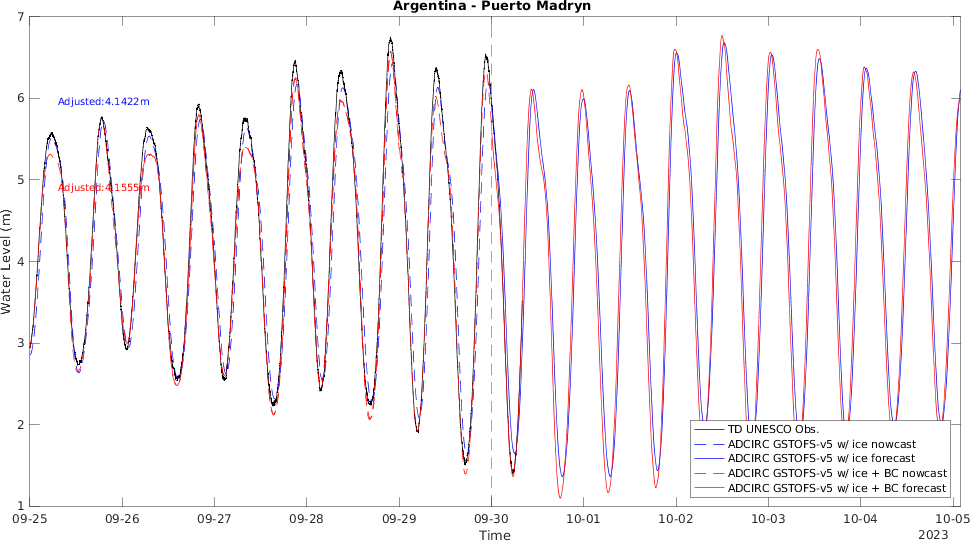 Argentina - Puerto Madryn
7
6
5
4
3
2
1
Water Level (m)
Adjusted:4.1422m
Adjusted:4.1555m
TD UNESCO Obs.
ADCIRC GSTOFS-v5 w/ ice nowcast
ADCIRC GSTOFS-v5 w/ ice forecast
ADCIRC GSTOFS-v5 w/ ice + BC nowcast
ADCIRC GSTOFS-v5 w/ ice + BC forecast
09-25 09-26 09-27 09-28 09-29 09-30 10-01 10-02 10-03 10-04 10-05
Time
2023